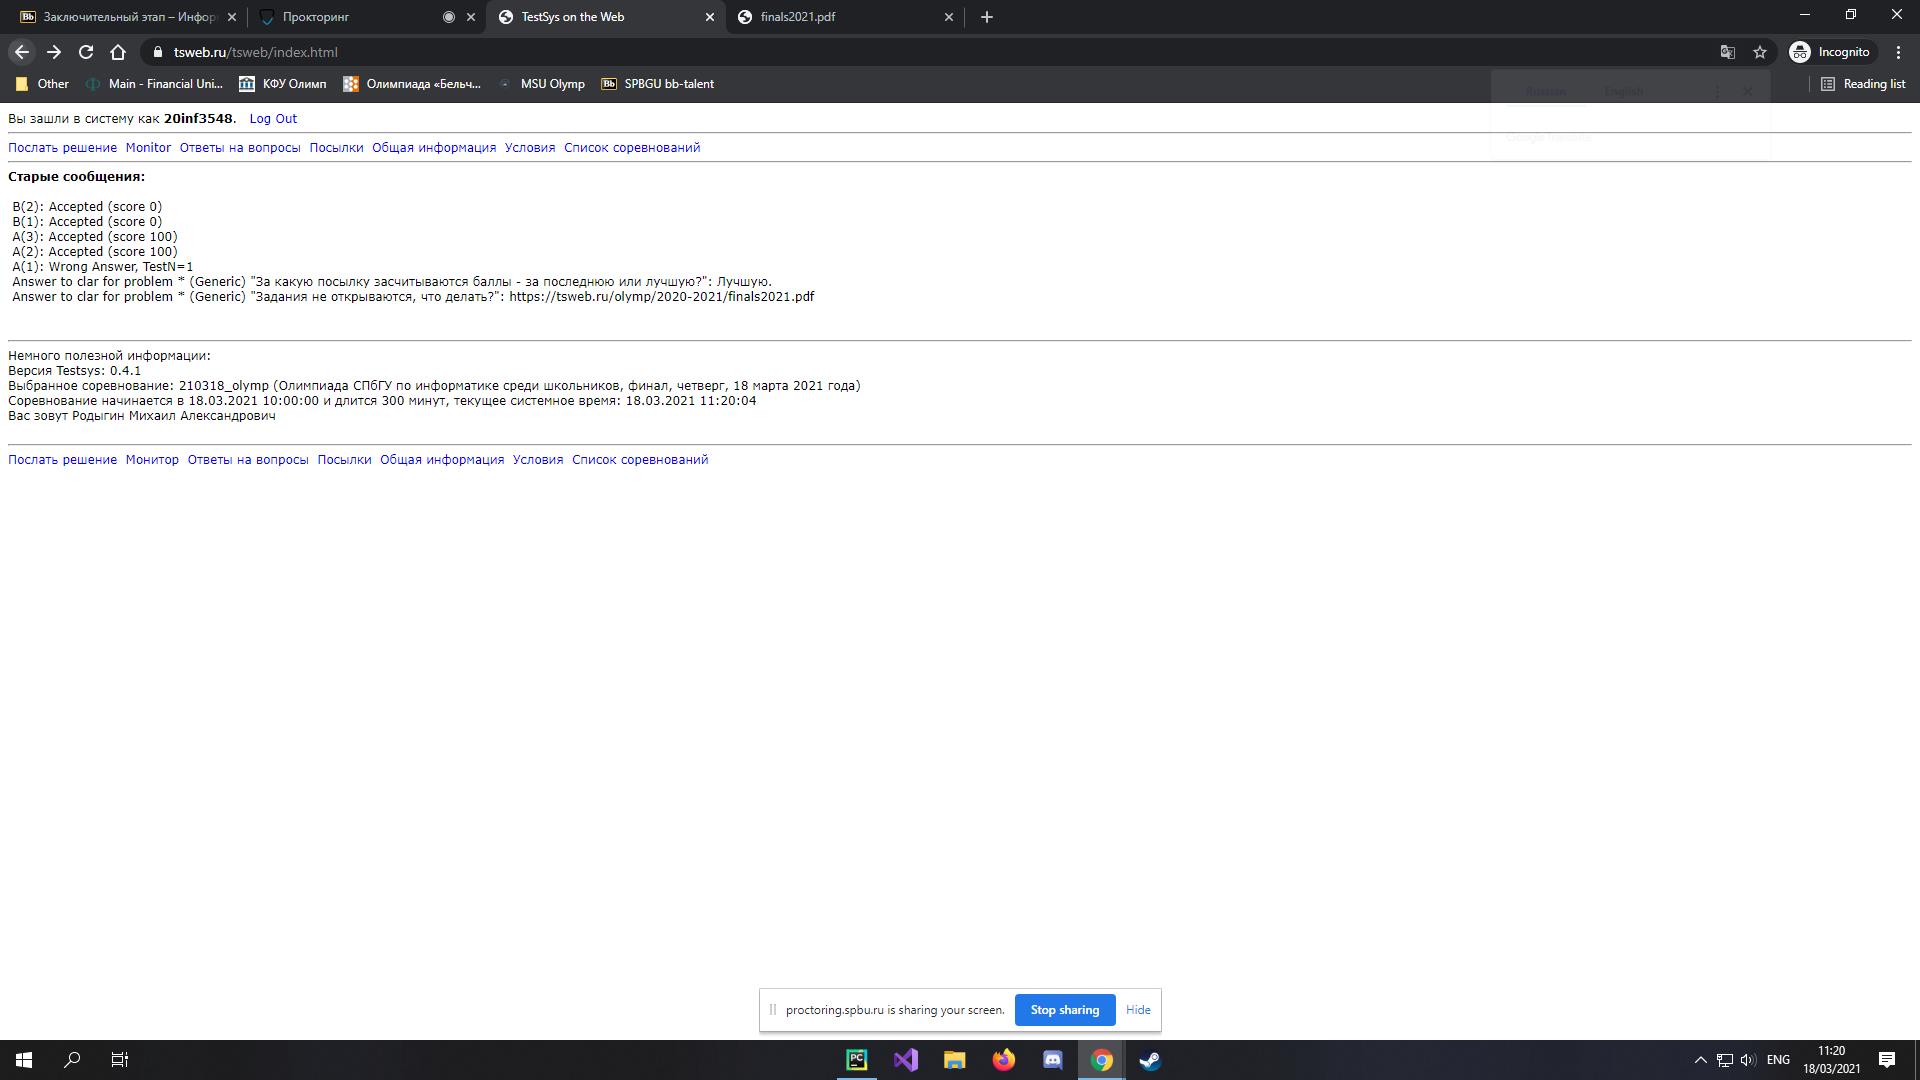 Заключительный этап – Инфор
Прокторинг
TestSys on the Web
finals2021.pdf
tsweb.ru/tsweb/index.html
Incognito
Other
Main - Financial Uni...
КФУ Олимп
Олимпиада «Бельч...
MSU Olymp
SPBGU bb-talent
Reading list
Russian English
Вы зашли в систему как 20inf3548. Log Out
Послать решение Monitor Ответы на вопросы Посылки Общая информация Условия Список соревнований
Старые сообщения:
B(2): Accepted (score 0)
B(1): Accepted (score 0)
A(3): Accepted (score 100)
A(2): Accepted (score 100)
A(1): Wrong Answer, TestN=1
Answer to clar for problem * (Generic) "За какую посылку засчитываются баллы - за последнюю или лучшую?": Лучшую.
Answer to clar for problem * (Generic) "Задания не открываются, что делать?": https://tsweb.ru/olymp/2020-2021/finals2021.pdf
Немного полезной информации:
Версия Testsys: 0.4.1
Выбранное соревнование: 210318_olymp (Олимпиада СПбГУ по информатике среди школьников, финал, четверг, 18 марта 2021 года)
Соревнование начинается в 18.03.2021 10:00:00 и длится 300 минут, текущее системное время: 18.03.2021 11:20:04
Вас зовут Родыгин Михаил Александрович
Послать решение Монитор Ответы на вопросы Посылки Общая информация Условия Список соревнований
proctoring.spbu.ru is sharing your screen.
Stop sharing
Hide
ENG
11:20
18/03/2021